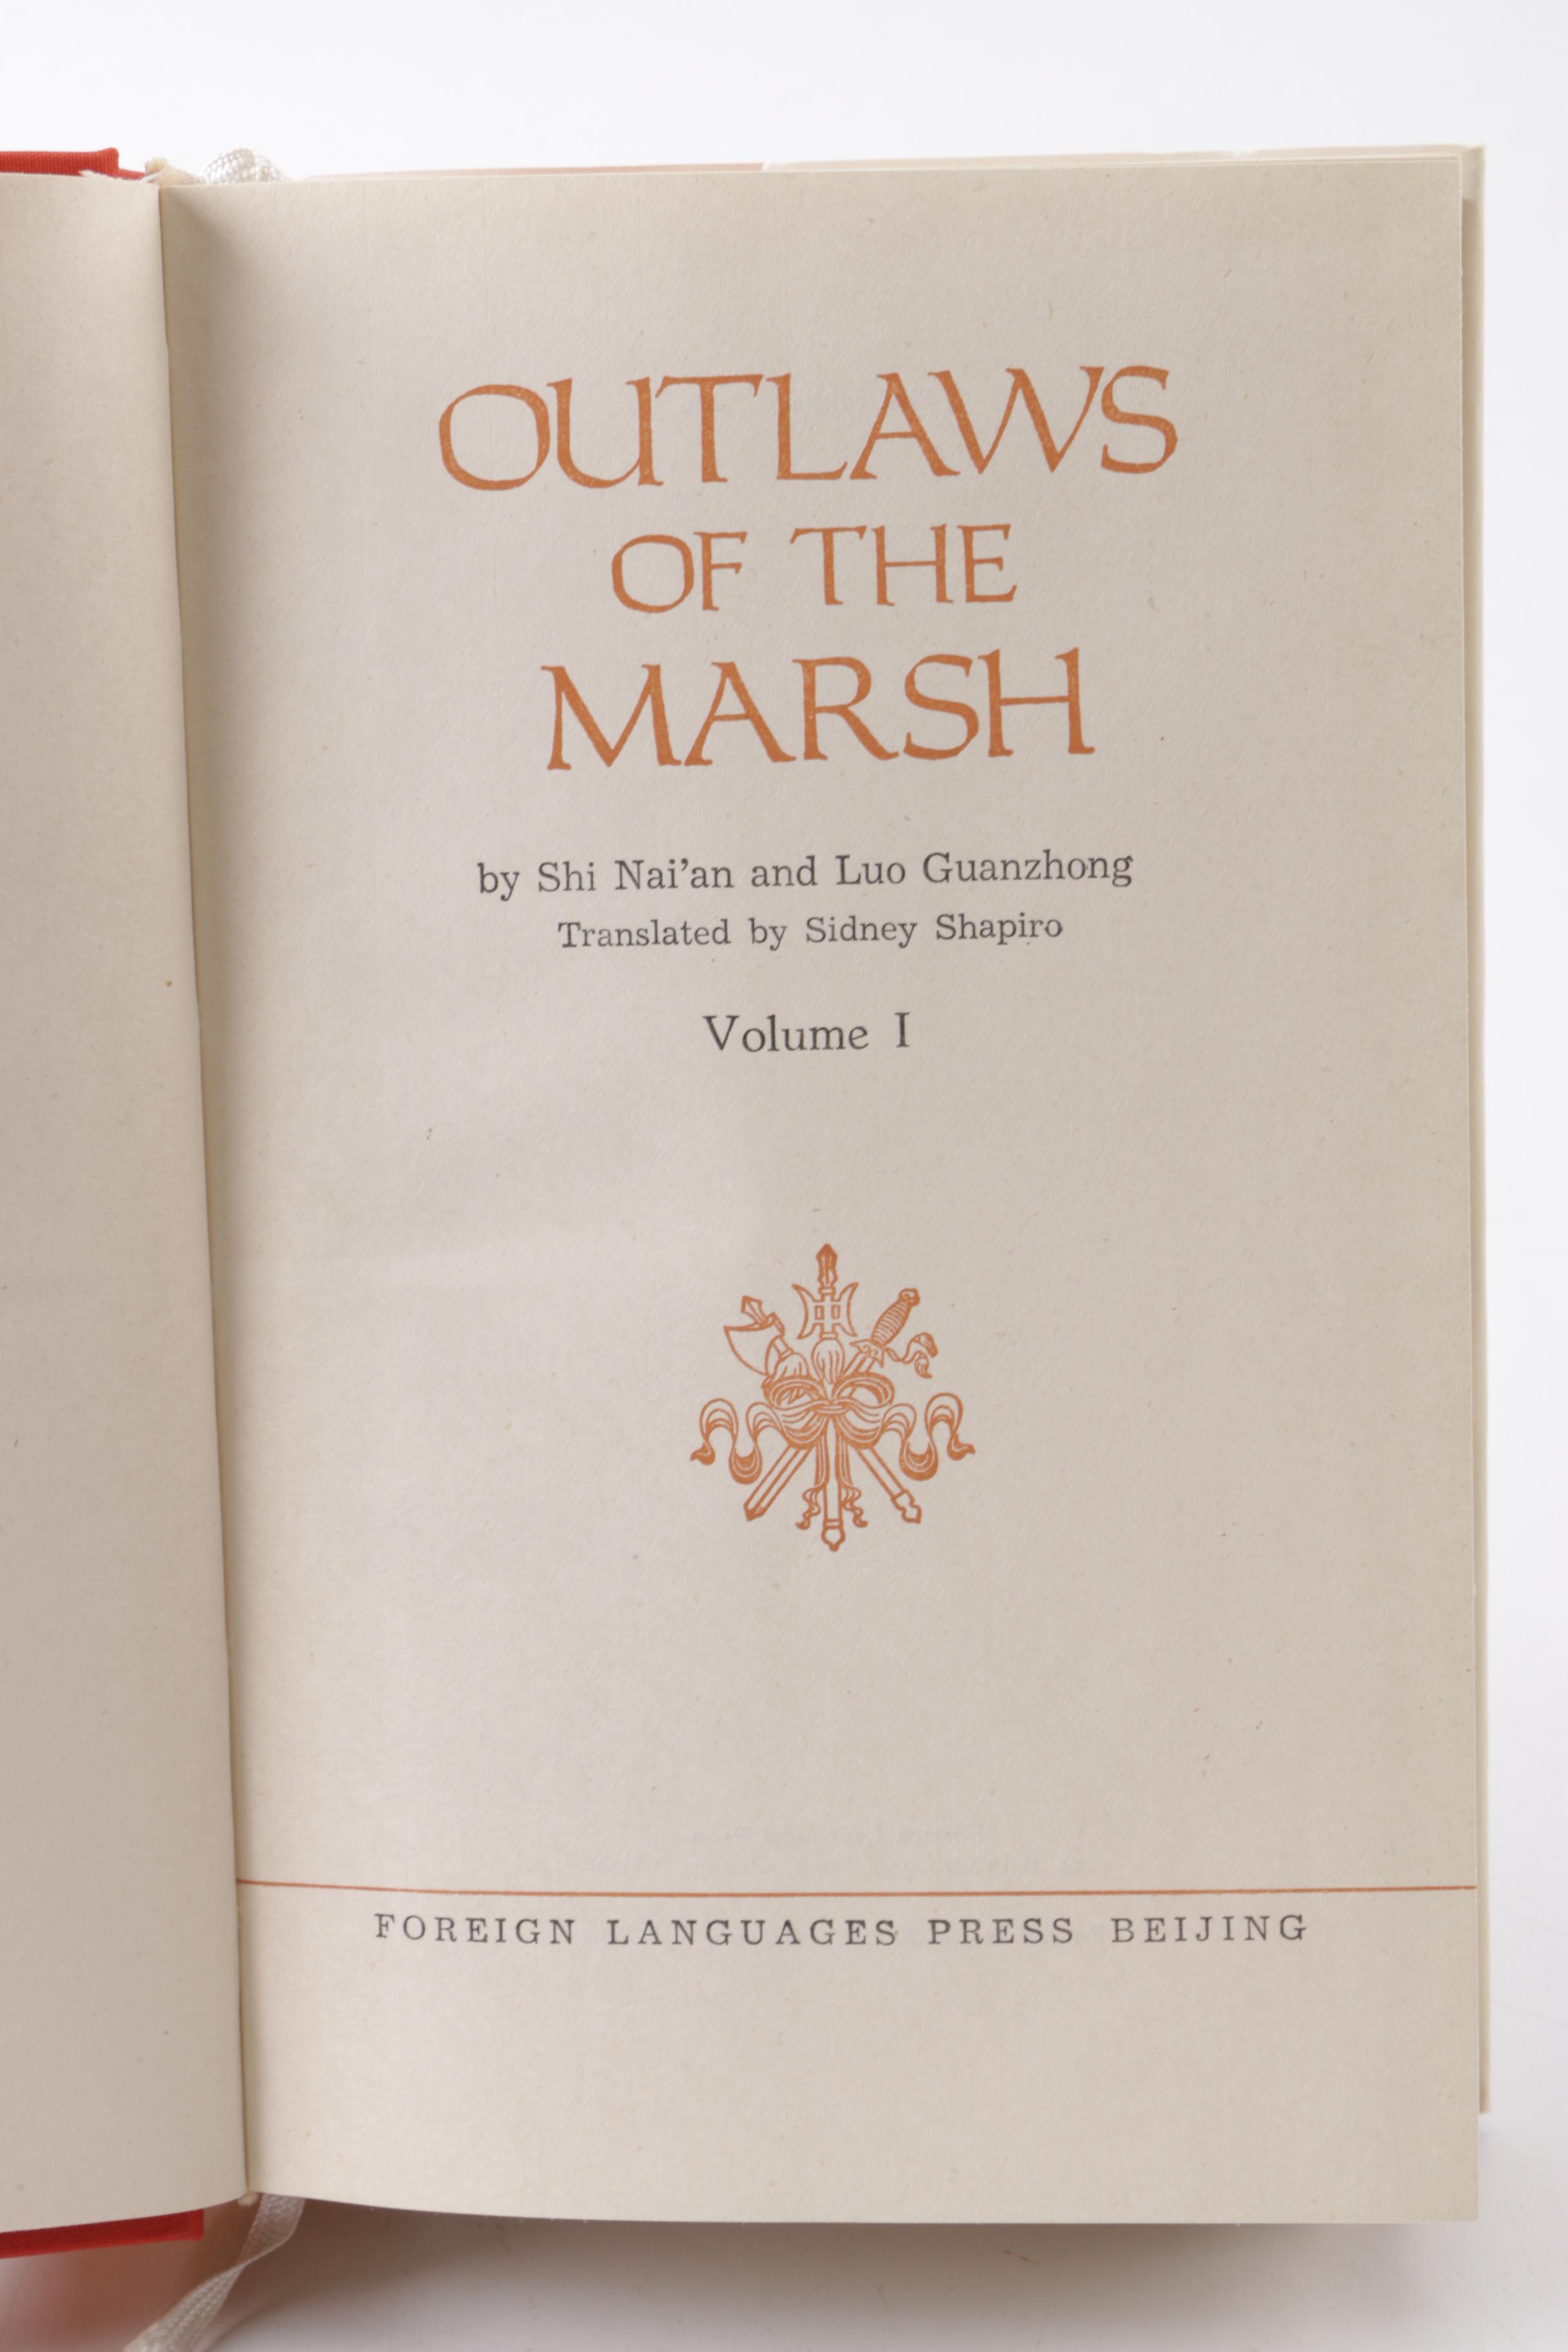 OUTLAWS
OF THE
MARSH
by Shi Nai’an and Luo Guanzhong
Translated by Sidney Shapiro
Volume I
FOREIGN LANGUAGES PRESS BEIJING